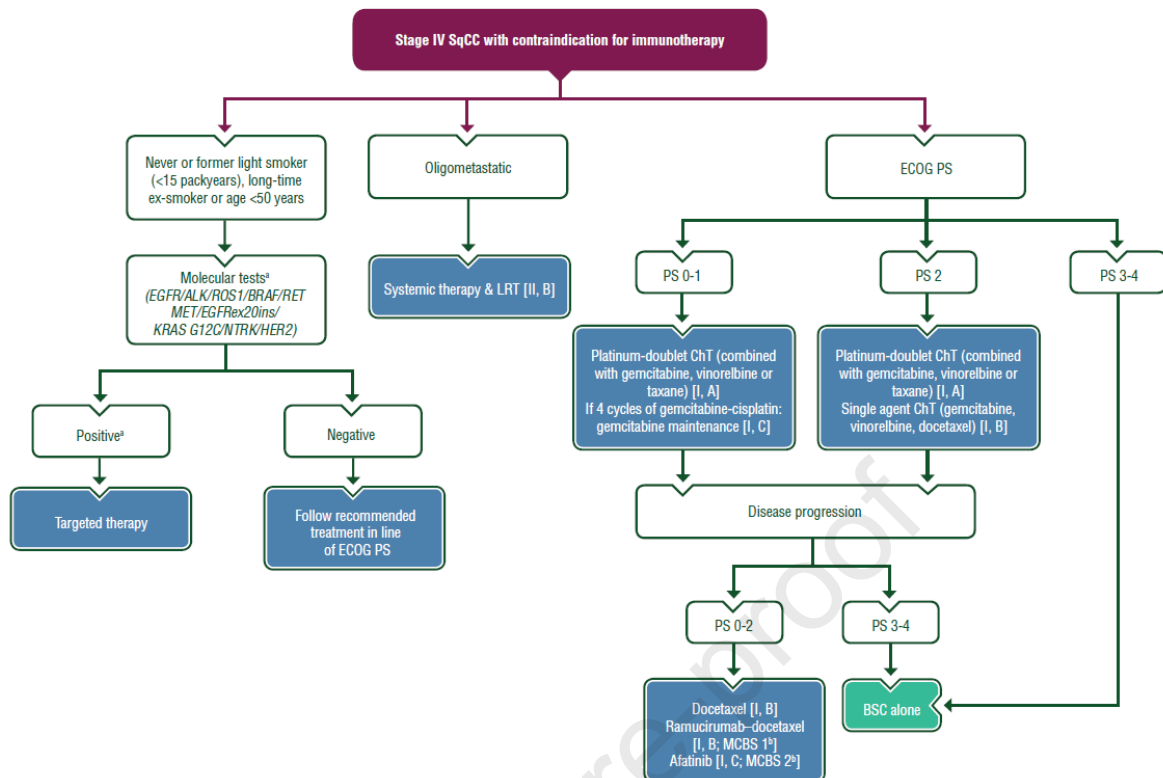 Stage IV SqCC with contraindication for immunotherapy
Never or former light smoker
(<15 packyears), long-time
ex-smoker or age <50 years
Oligometastatic
ECOG PS
Molecular testsᵃ
(EGFR/ALK/ROS1/BRAF/RET
MET/EGFRex20ins/
KRAS G12C/NTRK/HER2)
Systemic therapy & LRT [II, B]
PS 0-1
PS 2
PS 3-4
Platinum-doublet ChT (combined
with gemcitabine, vinorelbine or
taxane) [I, A]
If 4 cycles of gemcitabine-cisplatin:
gemcitabine maintenance [I, C]
Platinum-doublet ChT (combined
with gemcitabine, vinorelbine or
taxane) [I, A]
Single agent ChT (gemcitabine,
vinorelbine, docetaxel) [I, B]
Positiveᵃ
Negative
Targeted therapy
Follow recommended
treatment in line
of ECOG PS
Disease progression
PS 0-2
PS 3-4
Docetaxel [I, B]
Ramucirumab–docetaxel
[I, B; MCBS 1ᵇ]
Afatinib [I, C; MCBS 2ᵇ]
BSC alone
re-proof